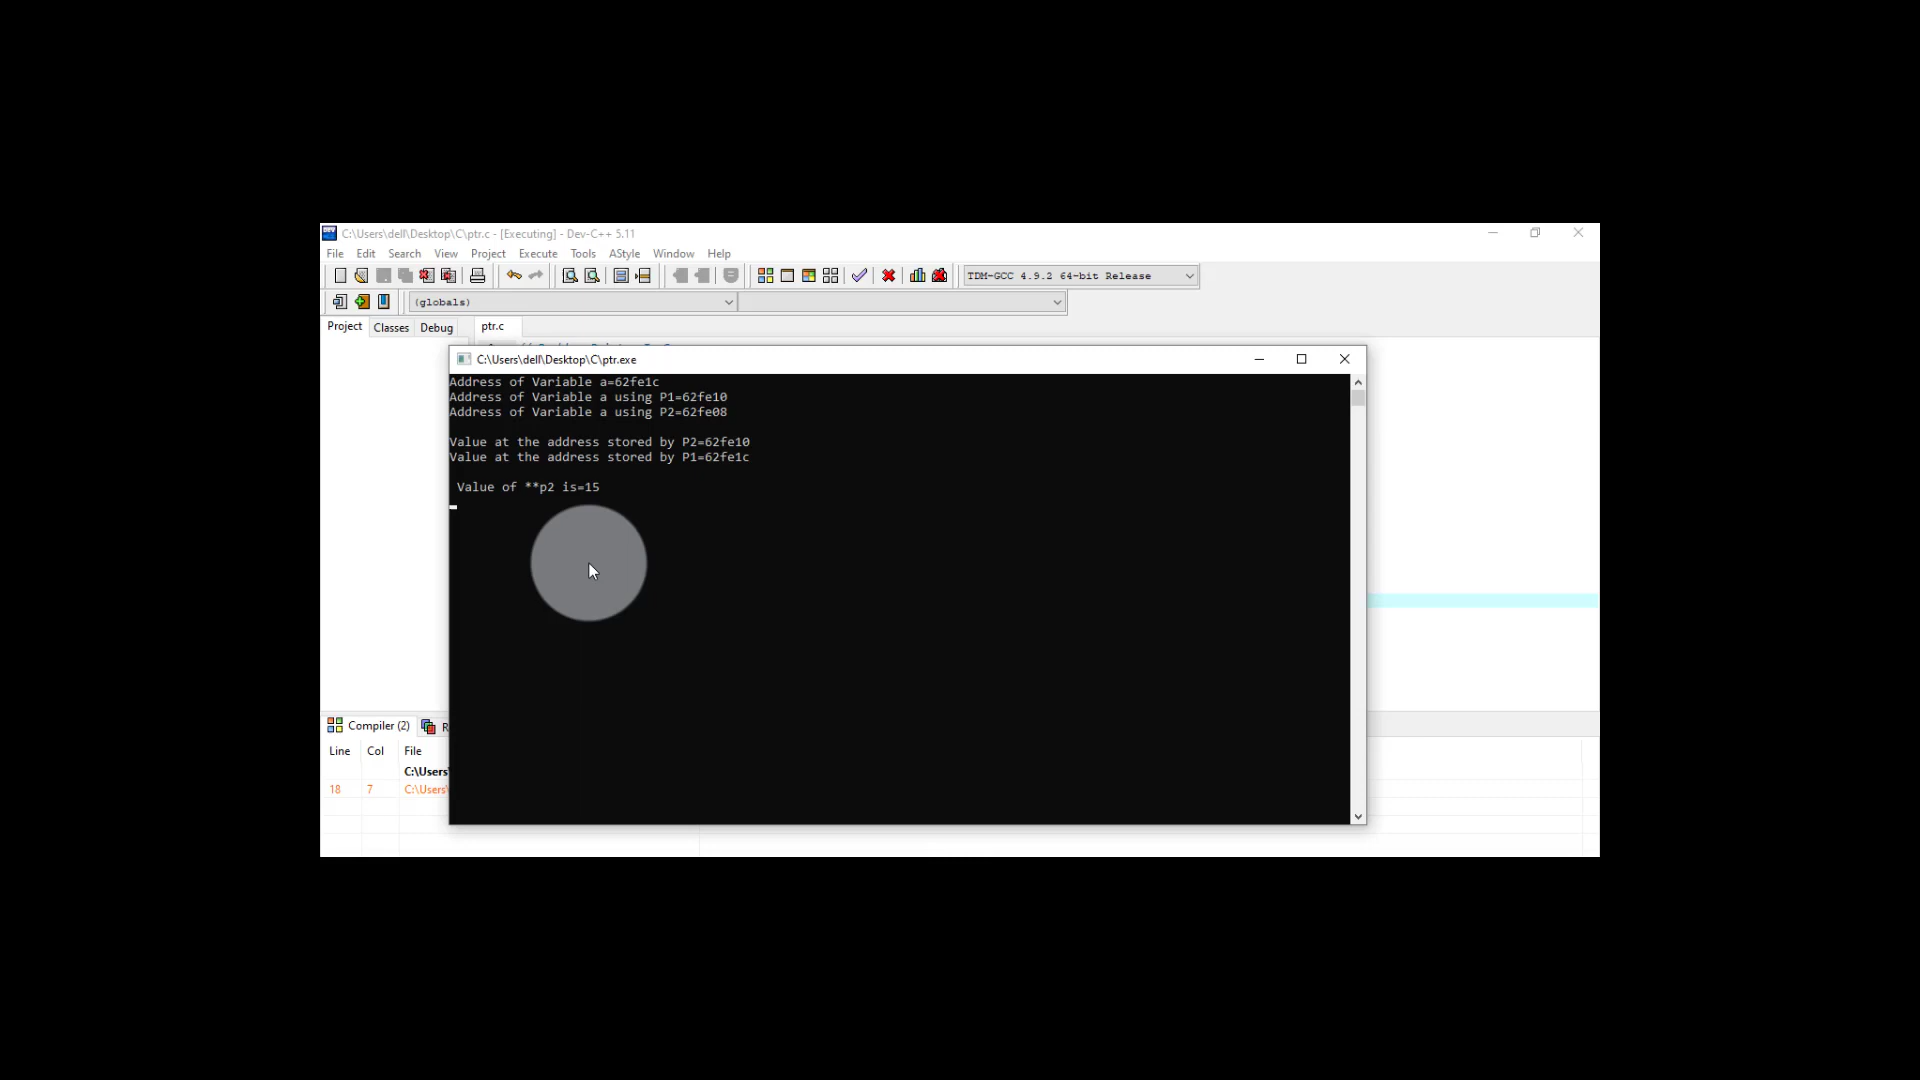 C:\Users\dell\Desktop\C\ptr.c - [Executing] - Dev-C++ 5.11
File Edit Search View Project Execute Tools AStyle Window Help
TDM-GCC 4.9.2 64-bit Release
(globals)
Project Classes Debug ptr.c
C:\Users\dell\Desktop\C\ptr.exe
Address of Variable a=62fe1c
Address of Variable a using P1=62fe10
Address of Variable a using P2=62fe08
Value at the address stored by P2=62fe10
Value at the address stored by P1=62fe1c
Value of **p2 is=15
Compiler (2) R
Line Col File
C:\Users
18 7 C:\Users\